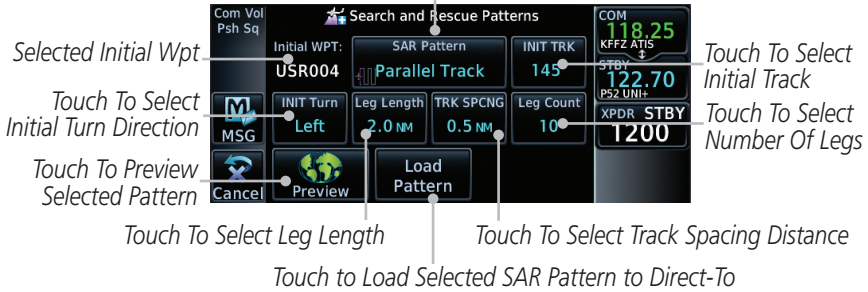 Com Vol
Psh Sq
Search and Rescue Patterns
COM
118.25
KFFZ ATIS
Selected Initial Wpt
Initial WPT:
USR004
SAR Pattern
Parallel Track
INIT TRK
145
STBY
122.70
P52 UNI+
Touch To Select
Initial Track
Touch To Select
Initial Turn Direction
MSG
INIT Turn
Left
Leg Length
2.0 NM
TRK SPCNG
0.5 NM
Leg Count
10
XPDR STBY
1200
Touch To Select
Number Of Legs
Touch To Preview
Selected Pattern
Cancel
Preview
Load
Pattern
Touch To Select Leg Length
Touch To Select Track Spacing Distance
Touch to Load Selected SAR Pattern to Direct-To